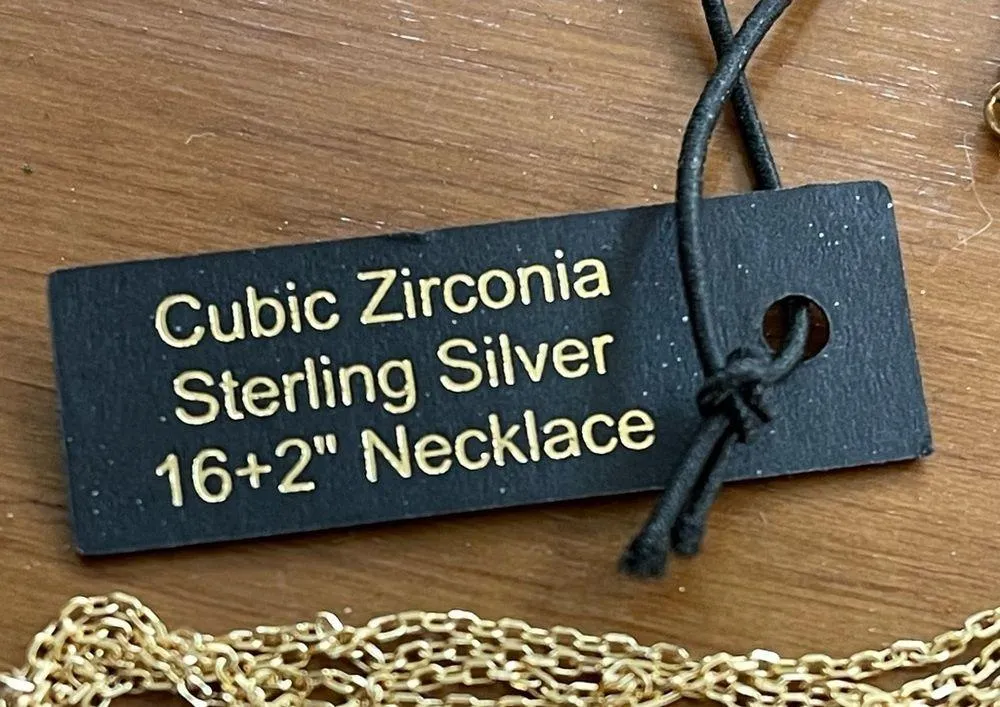 Cubic Zirconia
Sterling Silver
16+2" Necklace